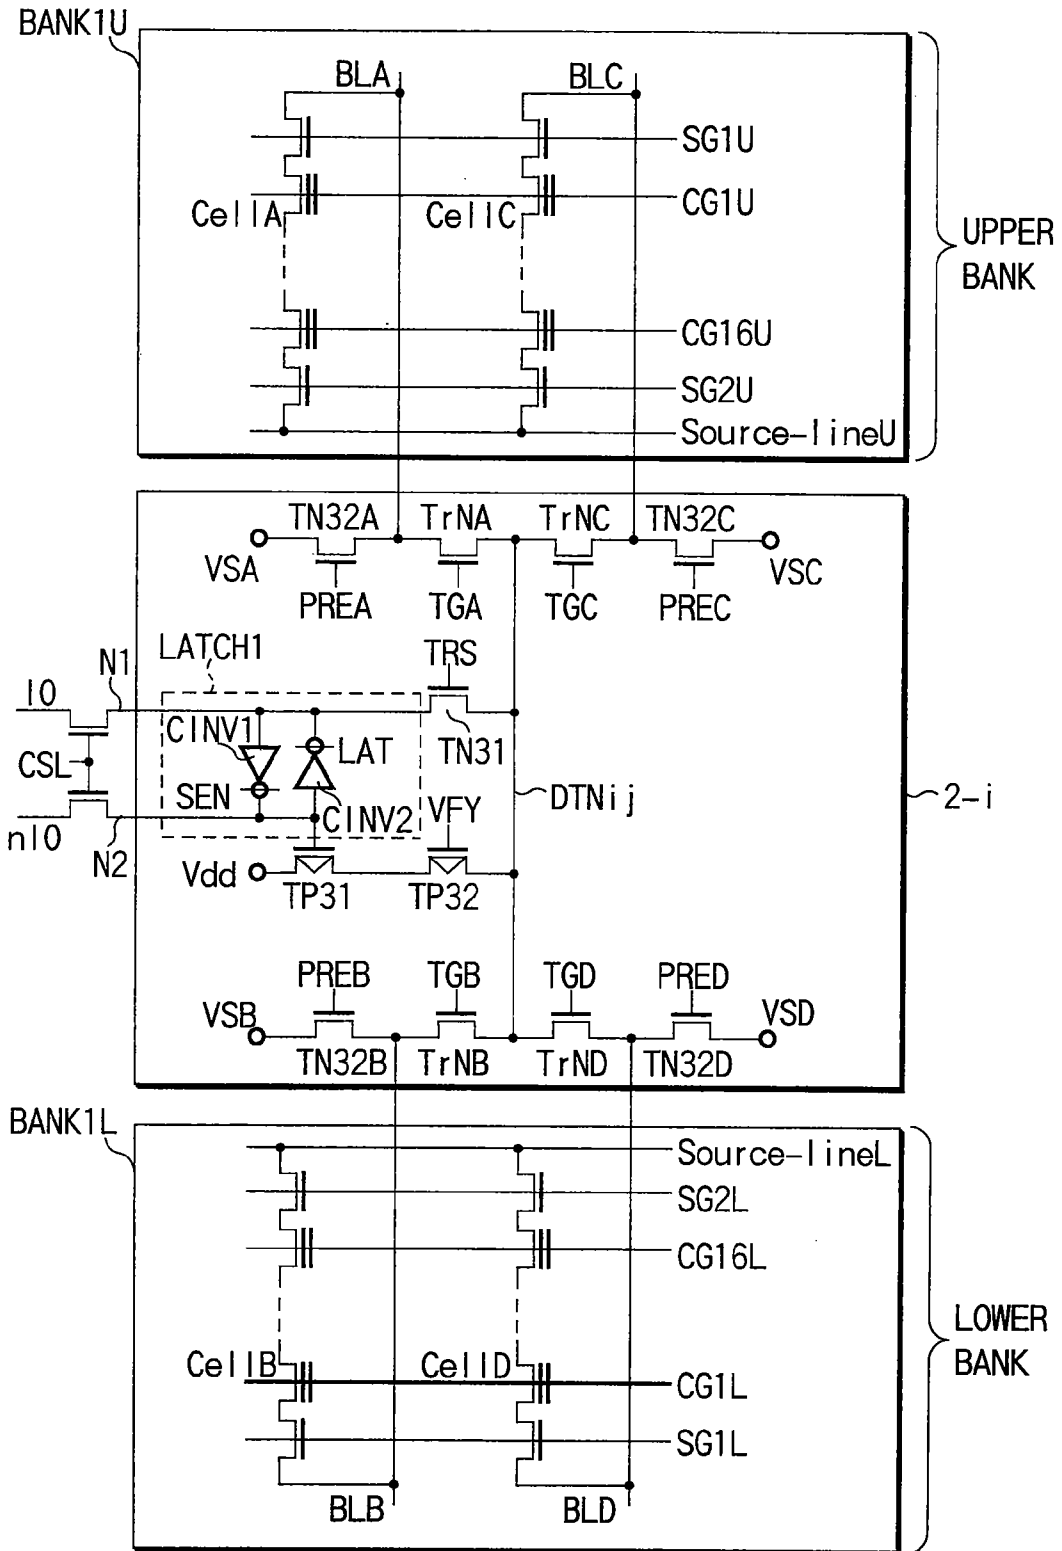 BANK1U
BLA
BLC
SG1U
CG1U
CellA
CellC
UPPER
BANK
CG16U
SG2U
Source-lineU
TN32A
TrNA
TrNC
TN32C
VSA
VSC
PREA
TGA
TGC
PREC
LATCH1
N1
TRS
IO
CINV1
LAT
TN31
CSL
SEN
CINV2
VFY
DTNij
2-i
nIO
N2
Vdd
TP31
TP32
PREB
TGB
TGD
PRED
VSB
VSD
TN32B
TrNB
TrND
TN32D
BANK1L
Source-lineL
SG2L
CG16L
LOWER
BANK
CellB
CellD
CG1L
SG1L
BLB
BLD